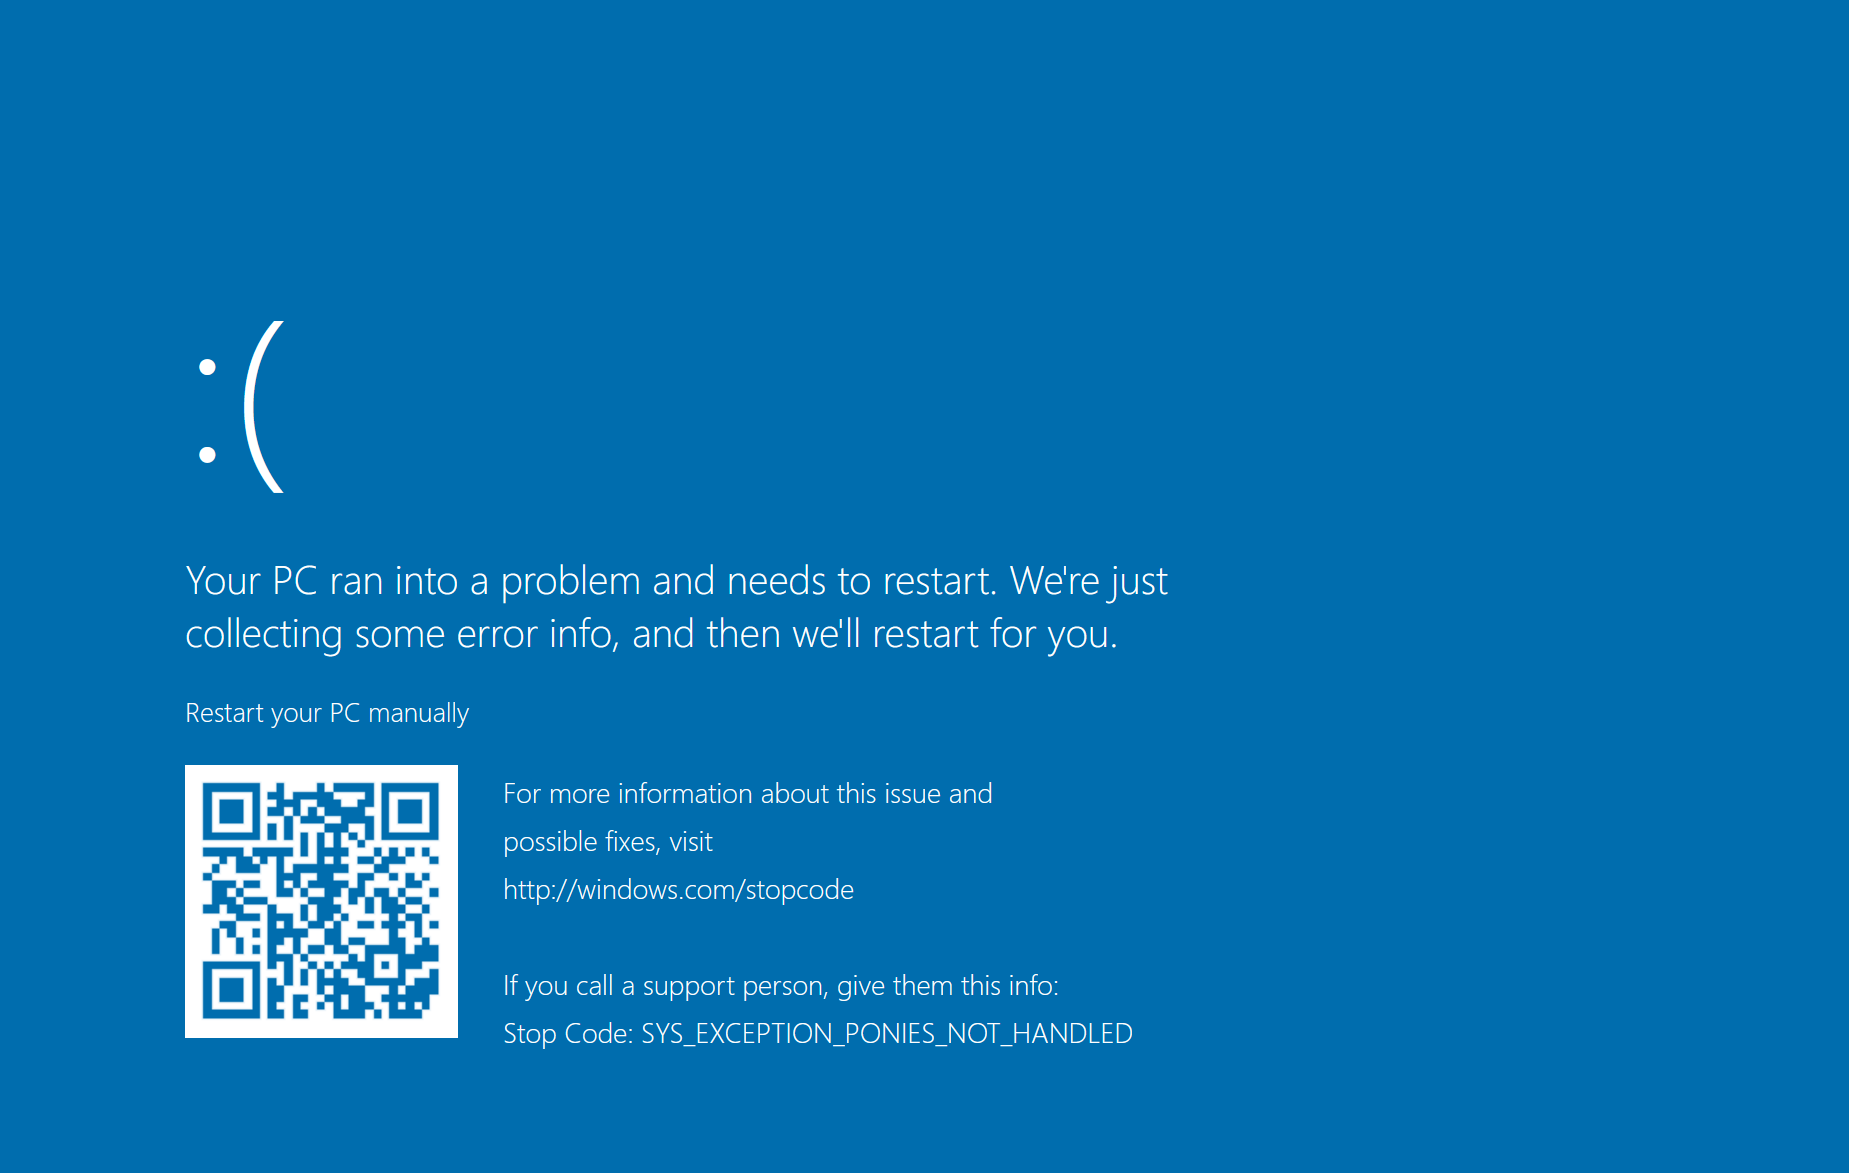 :(
Your PC ran into a problem and needs to restart. We're just
collecting some error info, and then we'll restart for you.
Restart your PC manually
For more information about this issue and
possible fixes, visit
http://windows.com/stopcode
If you call a support person, give them this info:
Stop Code: SYS_EXCEPTION_PONIES_NOT_HANDLED